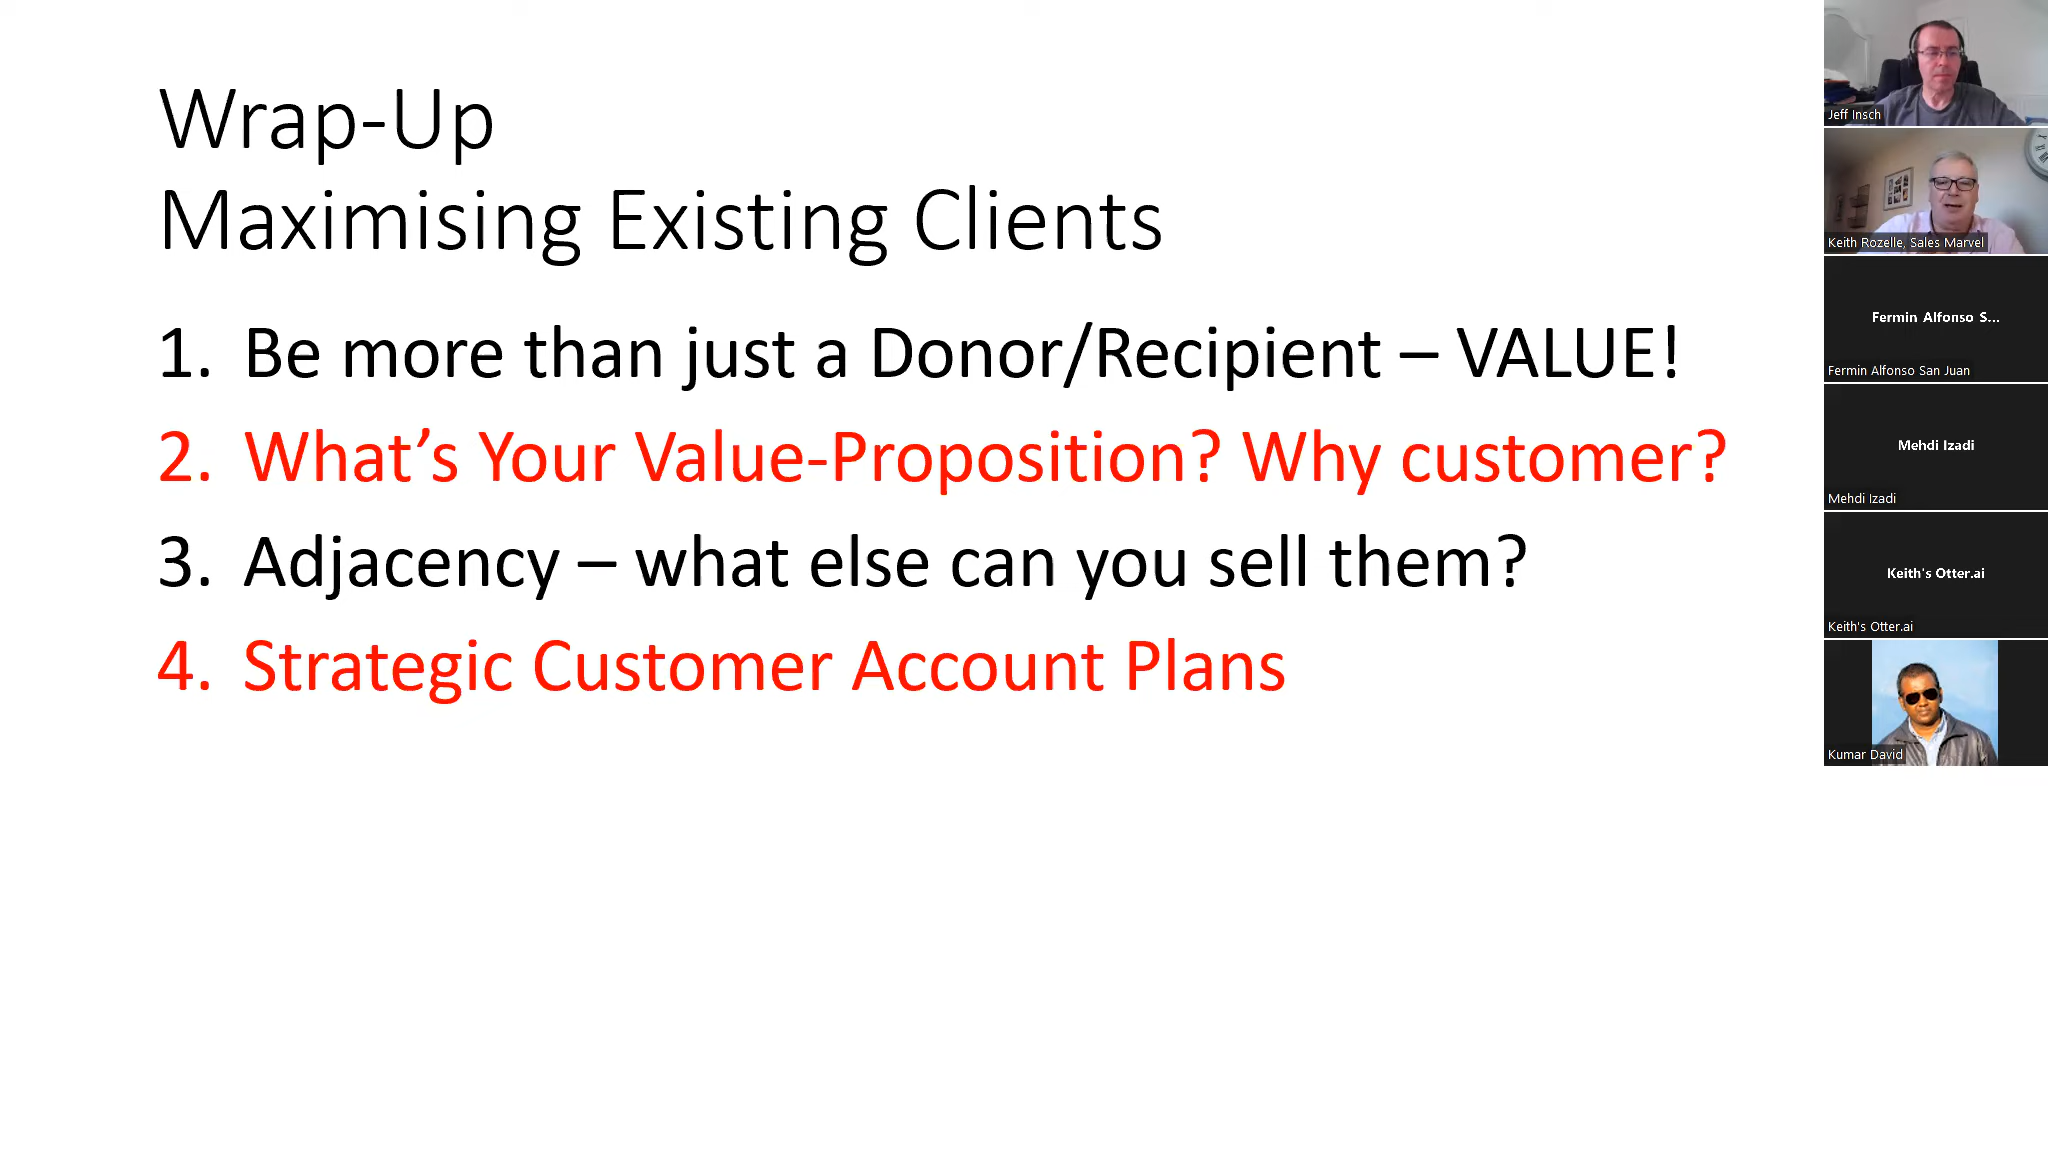 Wrap-Up
Maximising Existing Clients
1. Be more than just a Donor/Recipient – VALUE!
2. What’s Your Value-Proposition? Why customer?
3. Adjacency – what else can you sell them?
4. Strategic Customer Account Plans
Jeff Insch
Keith Rozelle, Sales Marvel
Fermin Alfonso S...
Fermin Alfonso San Juan
Mehdi Izadi
Mehdi Izadi
Keith's Otter.ai
Keith's Otter.ai
Kumar David